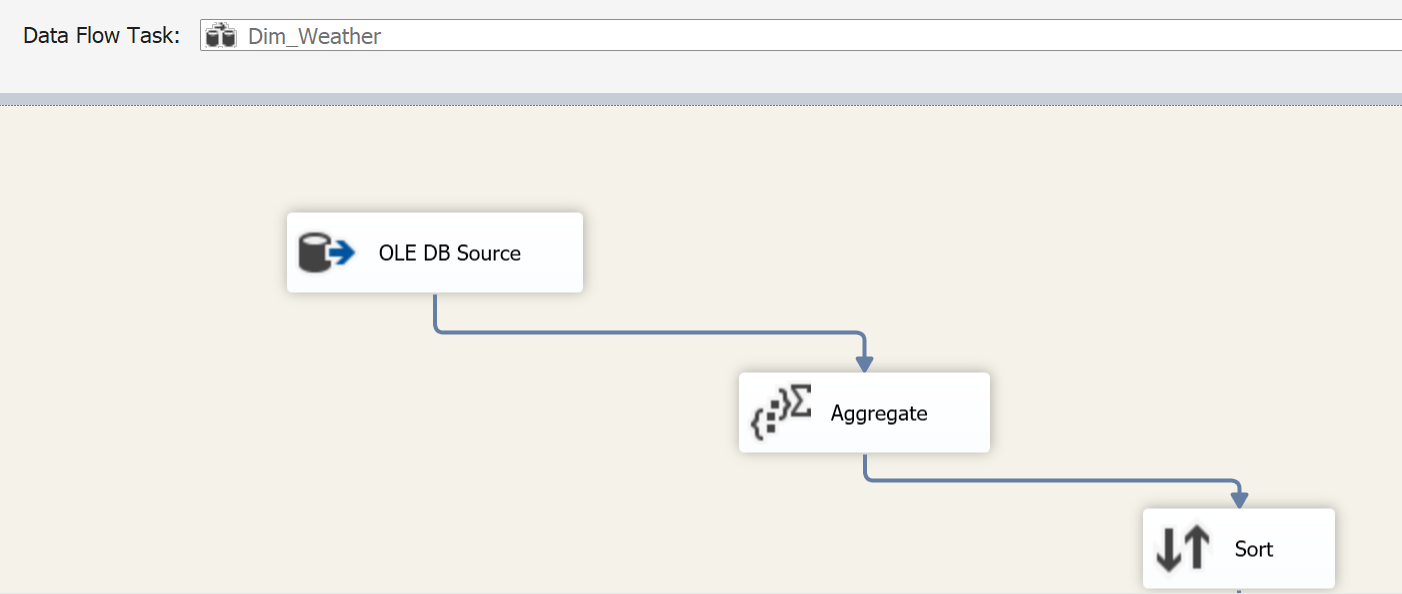 Data Flow Task: Dim_Weather
OLE DB Source
Aggregate
Sort